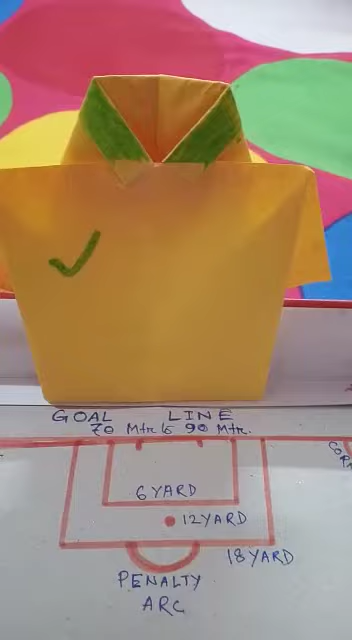 GOAL LINE
70 Mtr to 90 Mtr.
6 YARD
12 YARD
18 YARD
PENALTY
ARC